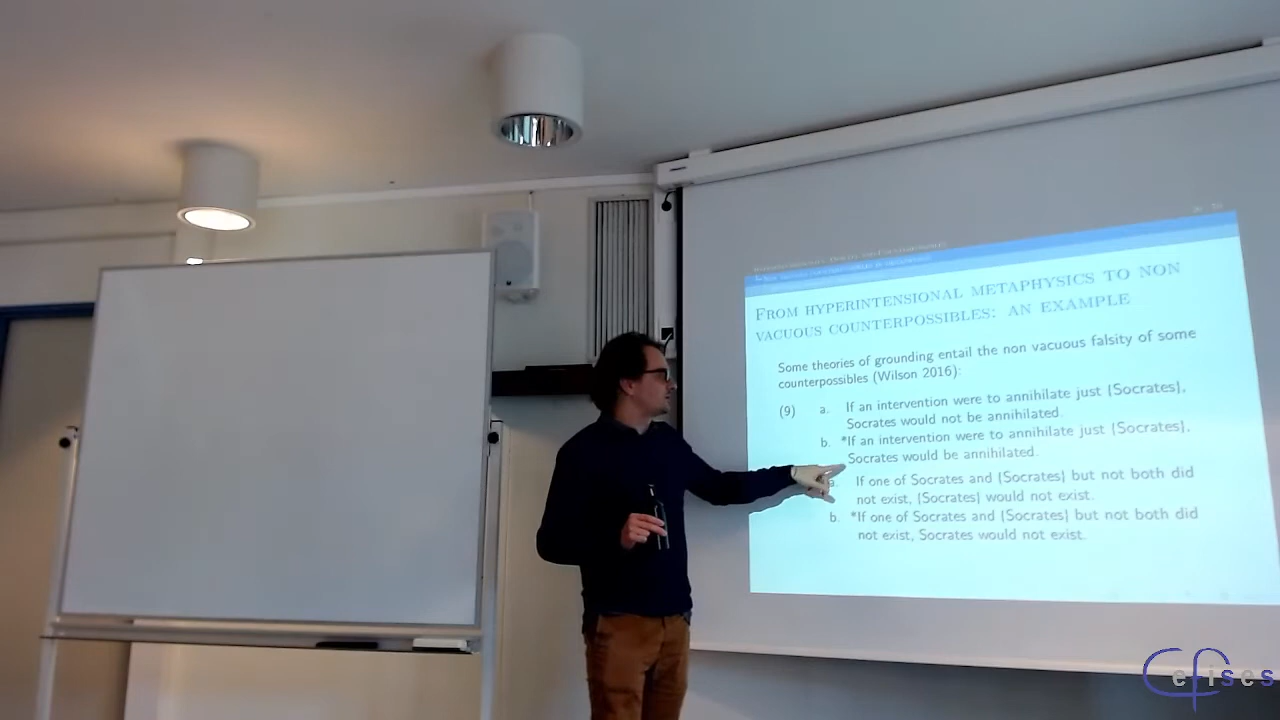 FROM HYPERINTENSIONAL METAPHYSICS TO NON
VACUOUS COUNTERPOSSIBLES: AN EXAMPLE
Some theories of grounding entail the non vacuous falsity of some
counterpossibles (Wilson 2016):
(9) a. If an intervention were to annihilate just {Socrates},
Socrates would not be annihilated.
b. *If an intervention were to annihilate just {Socrates},
Socrates would be annihilated.
a. If one of Socrates and {Socrates} but not both did
not exist, {Socrates} would not exist.
b. *If one of Socrates and {Socrates} but not both did
not exist, Socrates would not exist.
Cefises